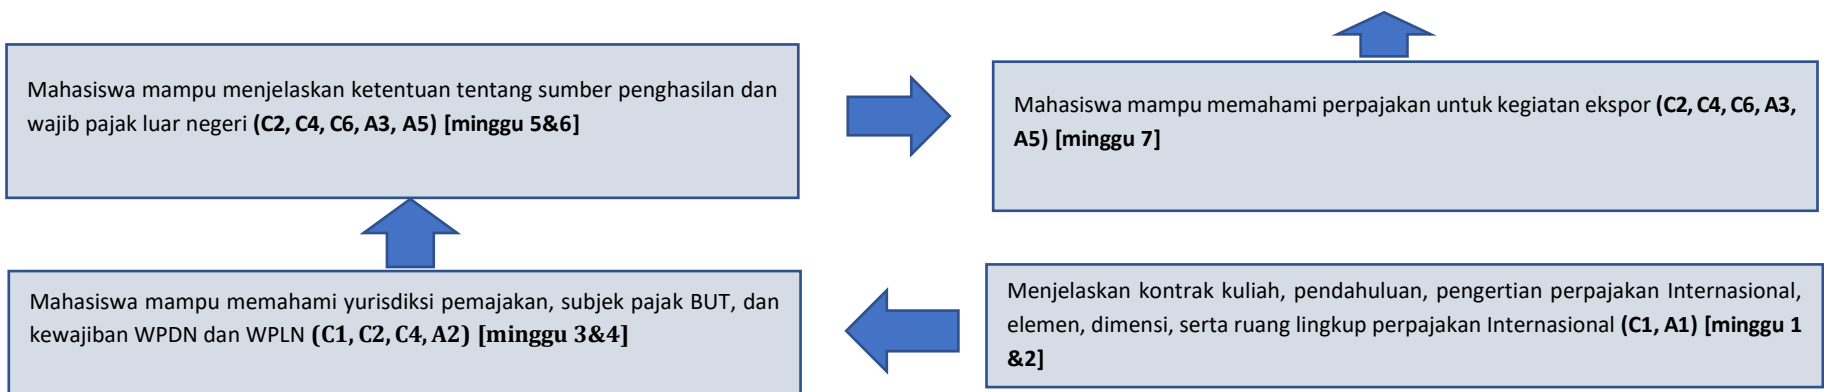 Mahasiswa mampu menjelaskan ketentuan tentang sumber penghasilan dan
wajib pajak luar negeri (C2, C4, C6, A3, A5) [minggu 5&6]
Mahasiswa mampu memahami perpajakan untuk kegiatan ekspor (C2, C4, C6, A3,
A5) [minggu 7]
Mahasiswa mampu memahami yurisdiksi pemajakan, subjek pajak BUT, dan
kewajiban WPDN dan WPLN (C1, C2, C4, A2) [minggu 3&4]
Menjelaskan kontrak kuliah, pendahuluan, pengertian perpajakan Internasional,
elemen, dimensi, serta ruang lingkup perpajakan Internasional (C1, A1) [minggu 1
&2]